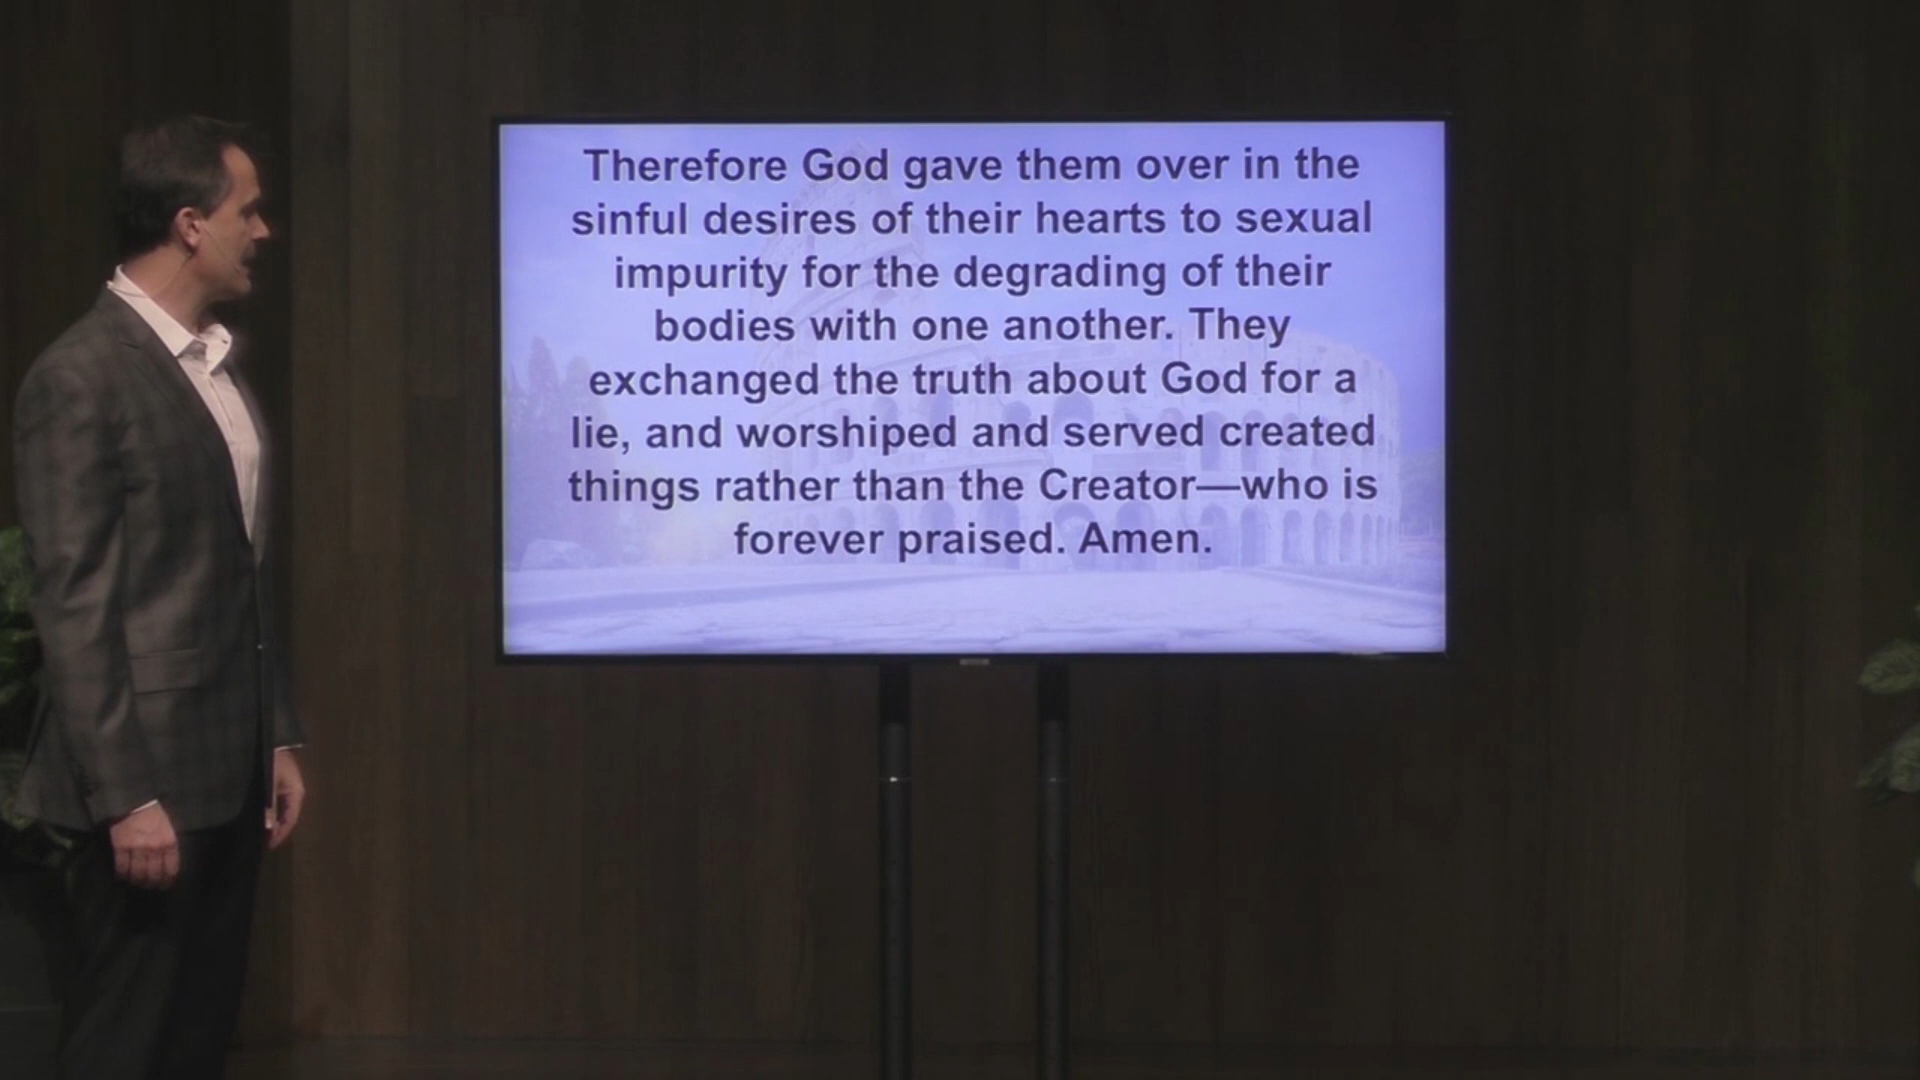 Therefore God gave them over in the
sinful desires of their hearts to sexual
impurity for the degrading of their
bodies with one another. They
exchanged the truth about God for a
lie, and worshiped and served created
things rather than the Creator—who is
forever praised. Amen.